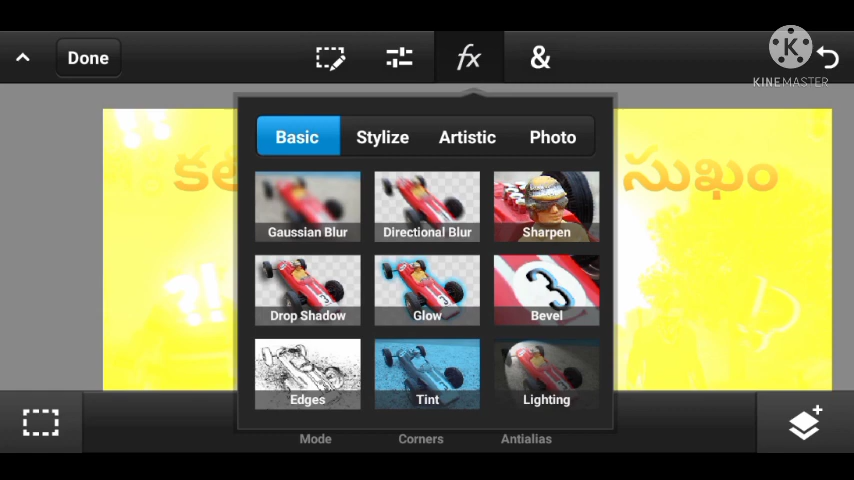 Done
fx
&
K
KINEMASTER
Basic Stylize Artistic Photo
సుఖం
Gaussian Blur Directional Blur Sharpen
3
Drop Shadow Glow Bevel
?!
Edges Tint Lighting
Mode Corners Antialias